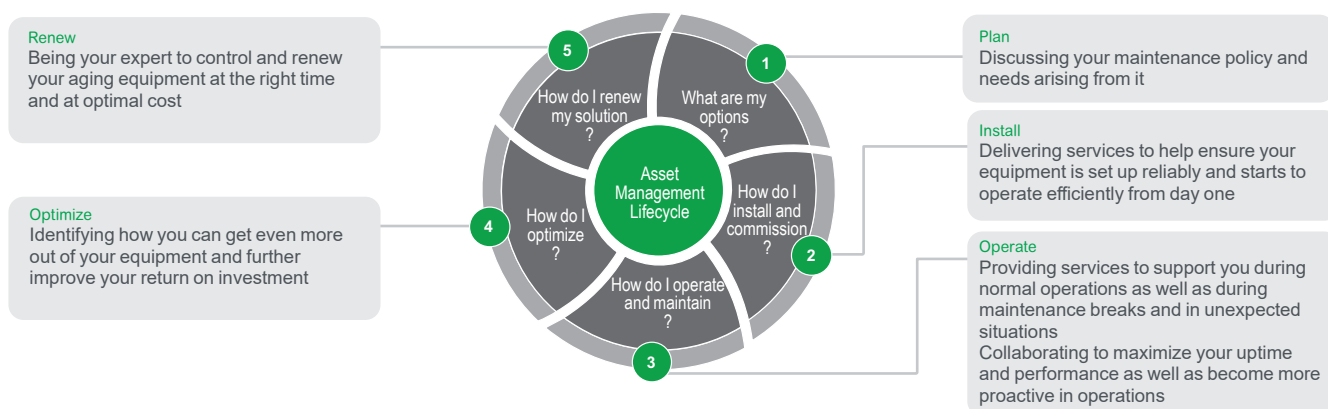 Renew
Being your expert to control and renew
your aging equipment at the right time
and at optimal cost
Optimize
Identifying how you can get even more
out of your equipment and further
improve your return on investment
5
How do I renew
my solution
?
1
What are my
options
?
Asset
Management
Lifecycle
How do I
install and
commission
?
2
4
How do I
optimize
?
How do I operate
and maintain
?
3
Plan
Discussing your maintenance policy and
needs arising from it
Install
Delivering services to help ensure your
equipment is set up reliably and starts to
operate efficiently from day one
Operate
Providing services to support you during
normal operations as well as during
maintenance breaks and in unexpected
situations
Collaborating to maximize your uptime
and performance as well as become more
proactive in operations